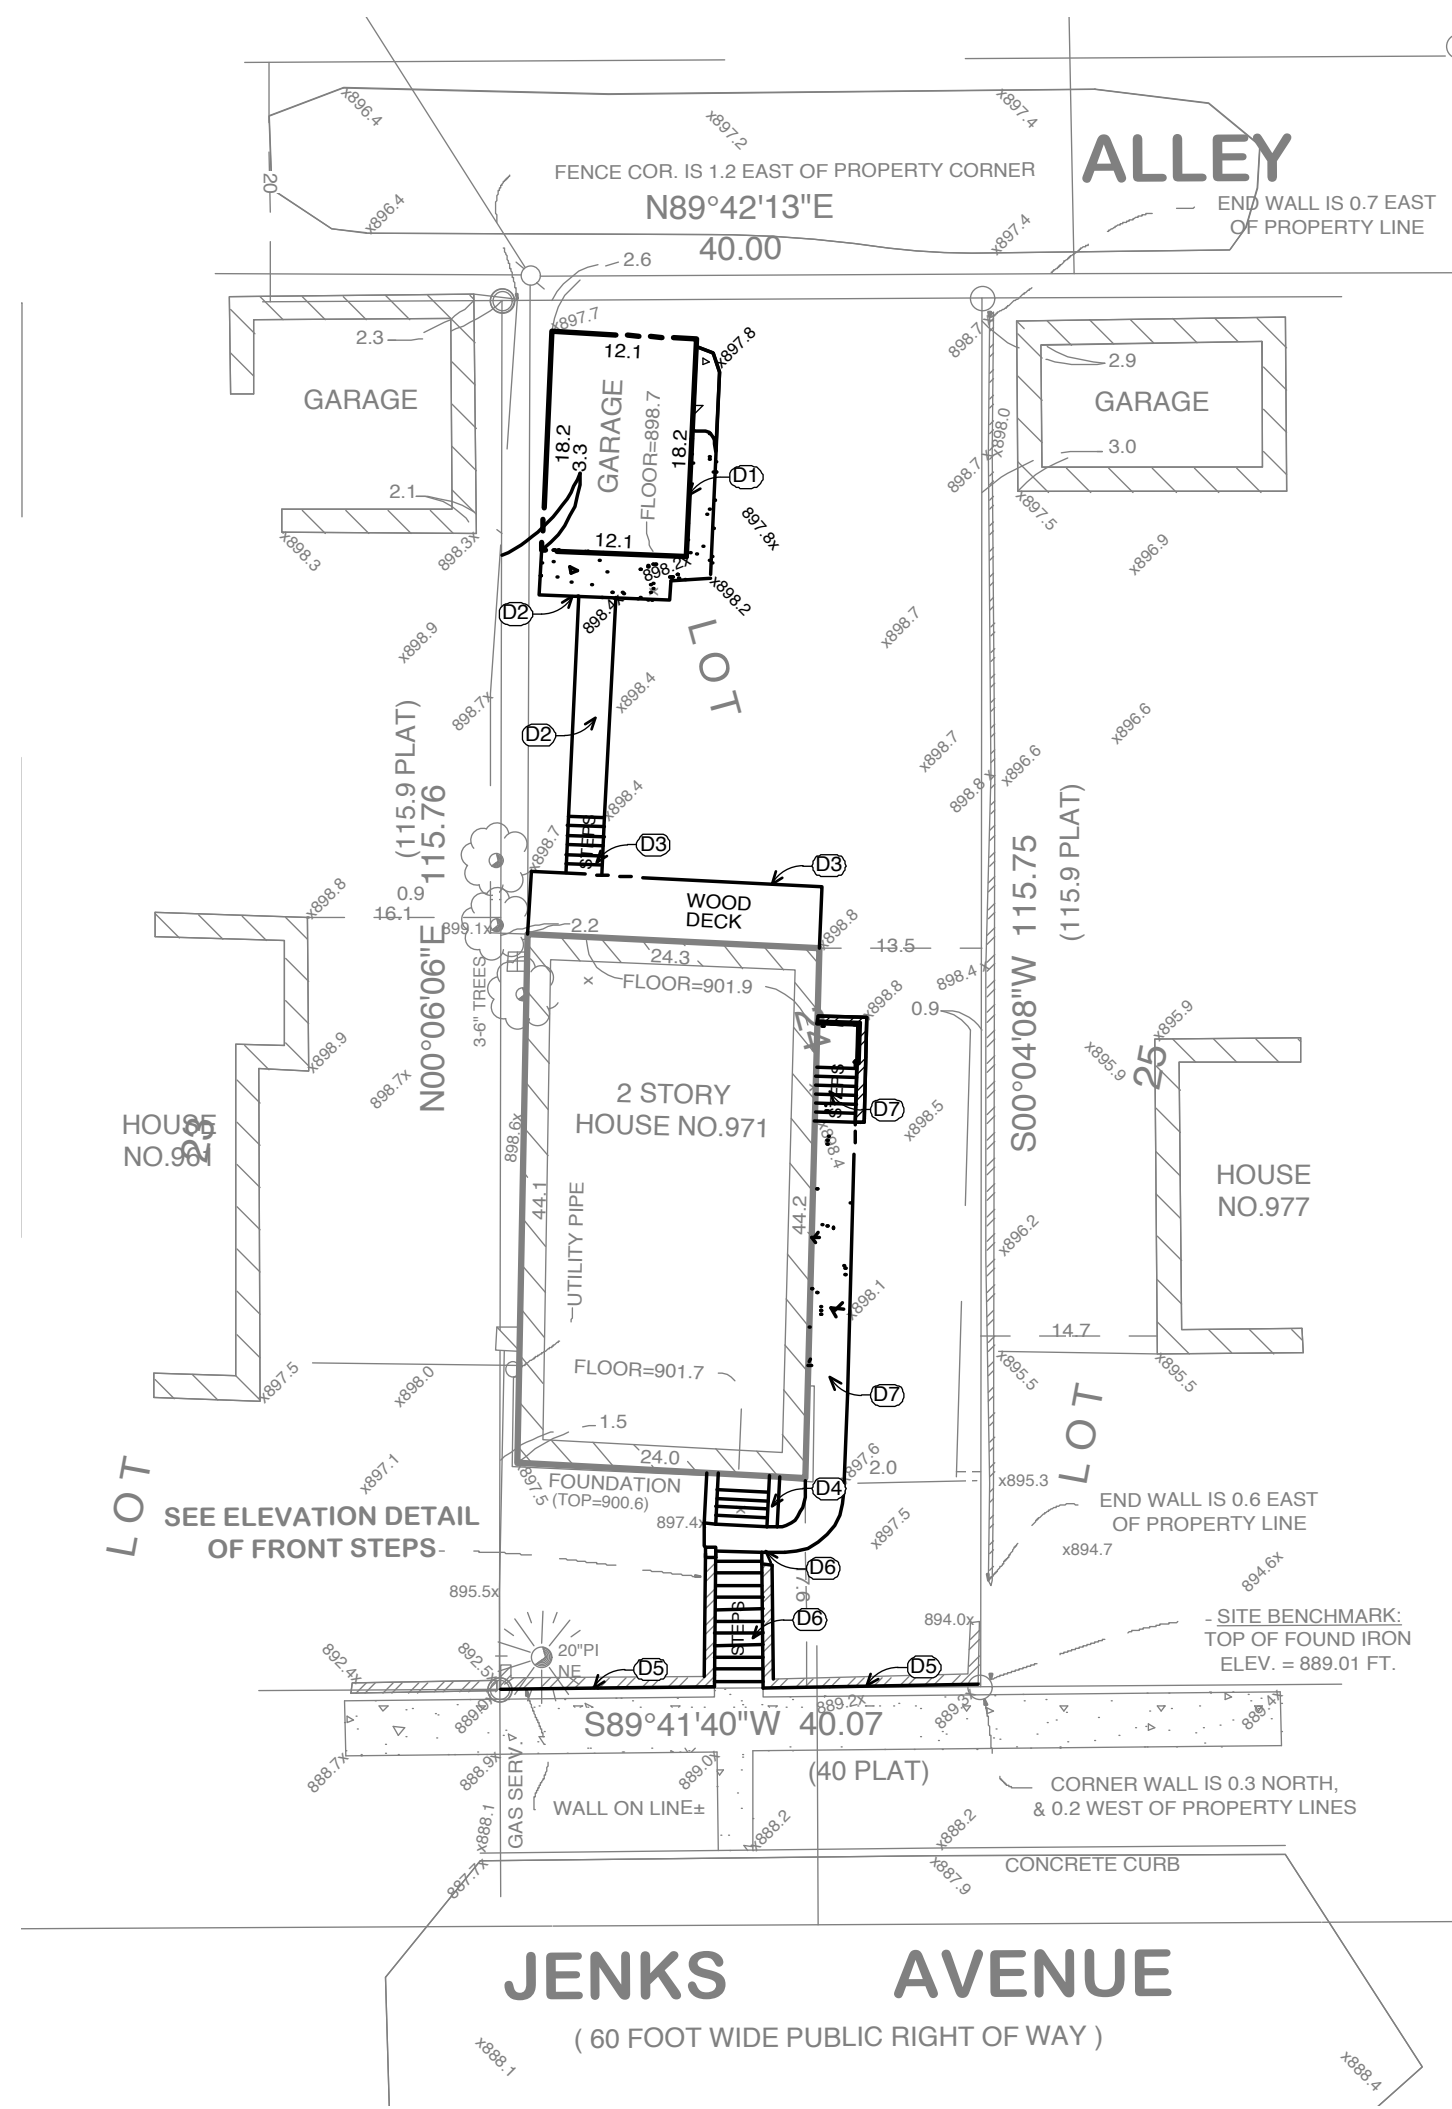 x896.4
x897.2
x897.4
ALLEY
FENCE COR. IS 1.2 EAST OF PROPERTY CORNER
20
x896.4
N89°42'13"E
40.00
x897.4
END WALL IS 0.7 EAST
OF PROPERTY LINE
2.6
x897.7
2.3
GARAGE
2.1
x898.3
898.3x
12.1
x897.8
18.2
3.3
GARAGE
FLOOR=898.7
18.2
D1
897.8x
12.1
898.2x
x898.2
898.7
2.9
GARAGE
3.0
x898.0
898.7 x
x897.5
x896.9
D2
898.4x
LOT
x898.9
x898.7
898.7x
x898.4
D2
x896.6
x898.7
898.8 x
x896.6
(115.9 PLAT)
N00°06'06"E 115.76
x898.4
STEPS
D3
D3
x898.7
S00°04'08"W 115.75
(115.9 PLAT)
x898.8
0.9
16.1
899.1x
WOOD
DECK
2.2
x898.8
13.5
24.3
FLOOR=901.9
898.4 x
3-6" TREES
x898.8
0.9
24
x895.9
x895.9
25
x898.9
898.7x
HOUSE
NO.961
23
898.6x
2 STORY
HOUSE NO.971
STEPS
D7
x898.5
x898.4
HOUSE
NO.977
44.1
UTILITY PIPE
44.2
x896.2
x898.1
14.7
x897.5
x898.0
FLOOR=901.7
D7
x895.5
x895.5
1.5
24.0
LOT
x897.1
x897.5
FOUNDATION
(TOP=900.6)
x897.6
2.0
x895.3
LOT
D4
SEE ELEVATION DETAIL
OF FRONT STEPS
897.4x
x897.5
END WALL IS 0.6 EAST
OF PROPERTY LINE
x894.7
D6
7.6
895.5x
894.6x
STEPS
D6
894.0x
SITE BENCHMARK:
TOP OF FOUND IRON
ELEV. = 889.01 FT.
892.4x
892.5x
20"PI
NE
D5
D5
889.2x
889.3x
889.4x
S89°41'40"W 40.07
(40 PLAT)
888.7x
888.9x
889.0x
GAS SERV
WALL ON LINE±
CORNER WALL IS 0.3 NORTH,
& 0.2 WEST OF PROPERTY LINES
x888.1
x888.2
x888.2
887.7x
x887.9
CONCRETE CURB
JENKS AVENUE
( 60 FOOT WIDE PUBLIC RIGHT OF WAY )
x888.1
x888.4